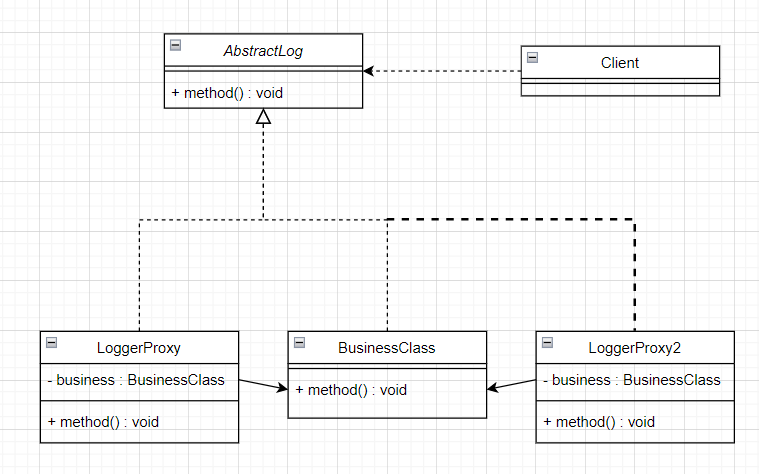 AbstractLog
+ method() : void
Client
LoggerProxy
- business : BusinessClass
+ method() : void
BusinessClass
+ method() : void
LoggerProxy2
- business : BusinessClass
+ method() : void